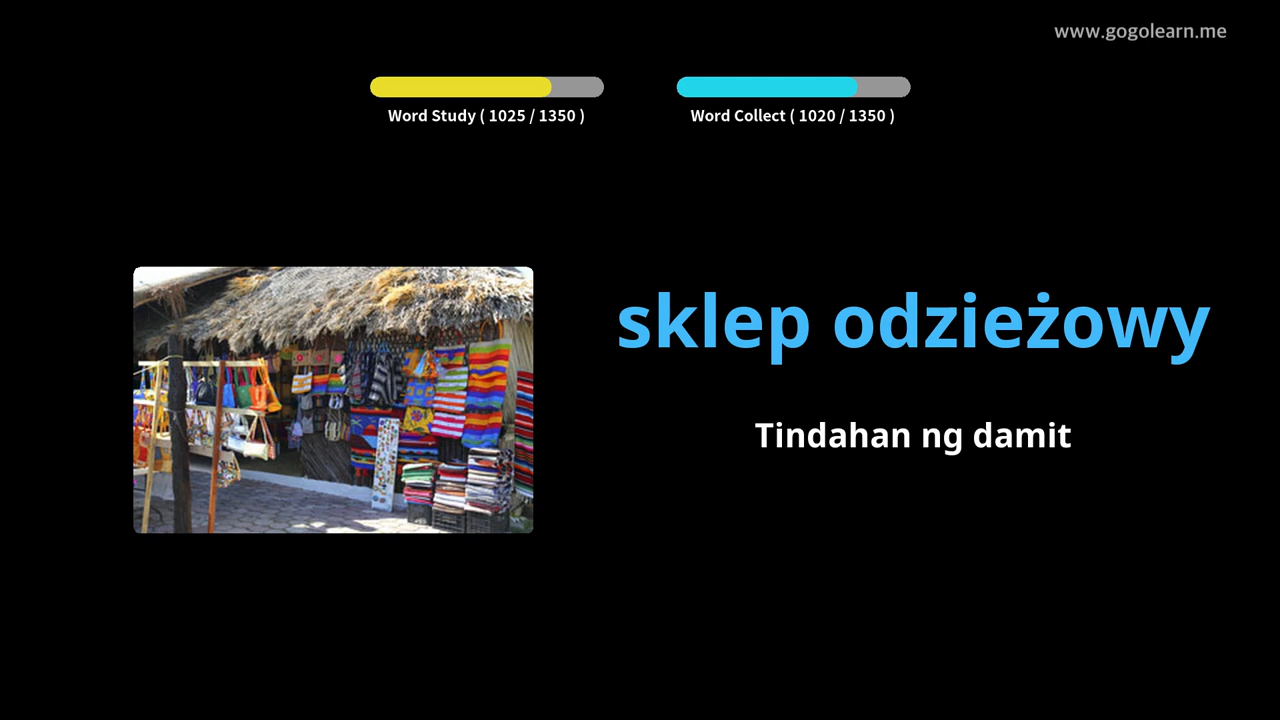 www.gogolearn.me
Word Study ( 1025 / 1350 )
Word Collect ( 1020 / 1350 )
sklep odzieżowy
Tindahan ng damit